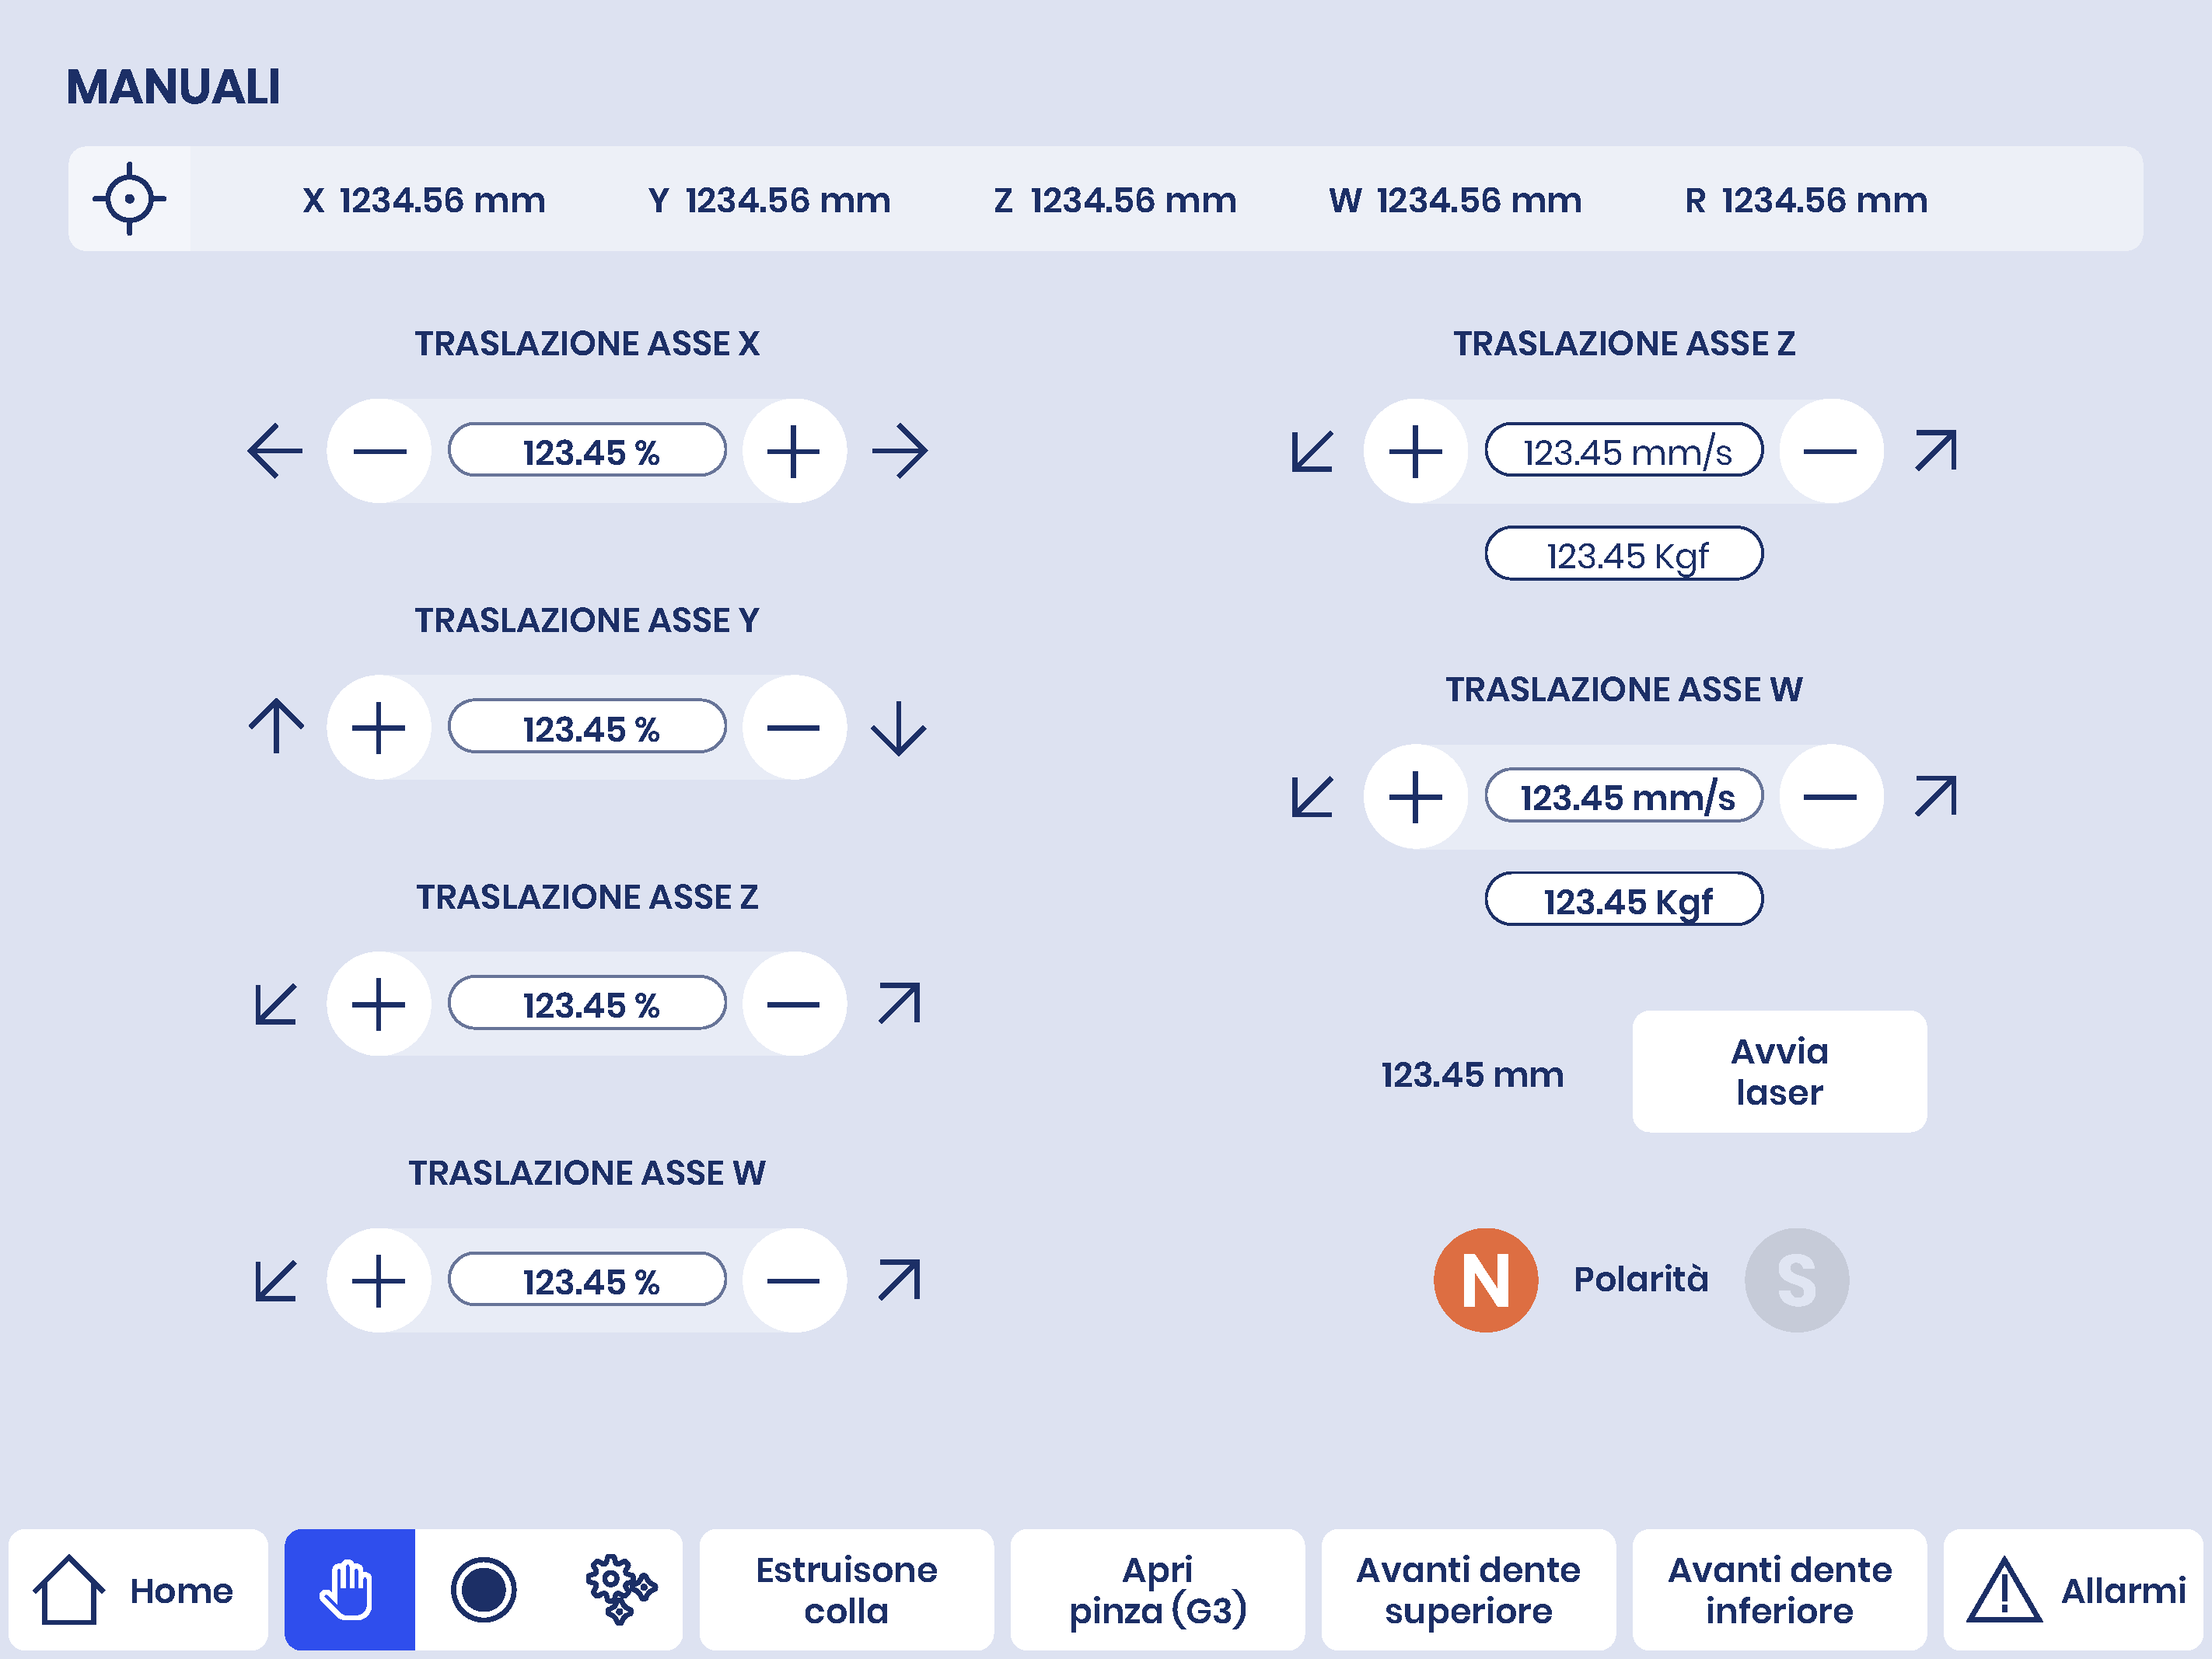 MANUALI
X 1234.56 mm Y 1234.56 mm Z 1234.56 mm W 1234.56 mm R 1234.56 mm
TRASLAZIONE ASSE X
123.45 %
TRASLAZIONE ASSE Y
123.45 %
TRASLAZIONE ASSE Z
123.45 %
TRASLAZIONE ASSE W
123.45 %
TRASLAZIONE ASSE Z
123.45 mm/s
123.45 Kgf
TRASLAZIONE ASSE W
123.45 mm/s
123.45 Kgf
123.45 mm
Avvia
laser
N Polarità S
Home
Estruisone
colla
Apri
pinza (G3)
Avanti dente
superiore
Avanti dente
inferiore
Allarmi